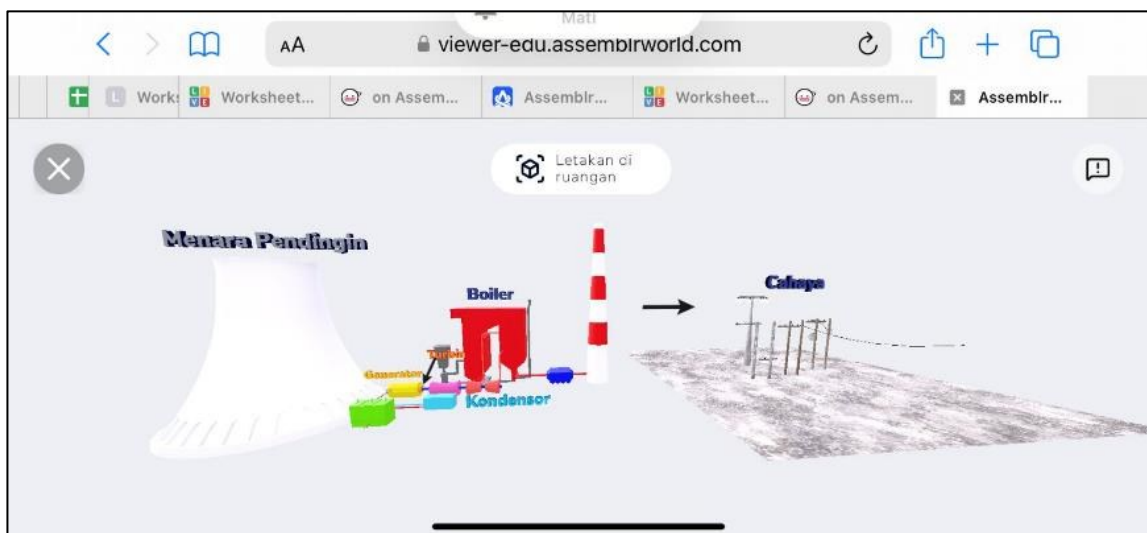 Mati
AA
viewer-edu.assemblrworld.com
Works
Worksheet...
on Assem...
Assemblr...
Worksheet...
on Assem...
Assemblr...
Letakan di
ruangan
Menara Pendingin
Boiler
Cahaya
Turbin
Generator
Kondensor